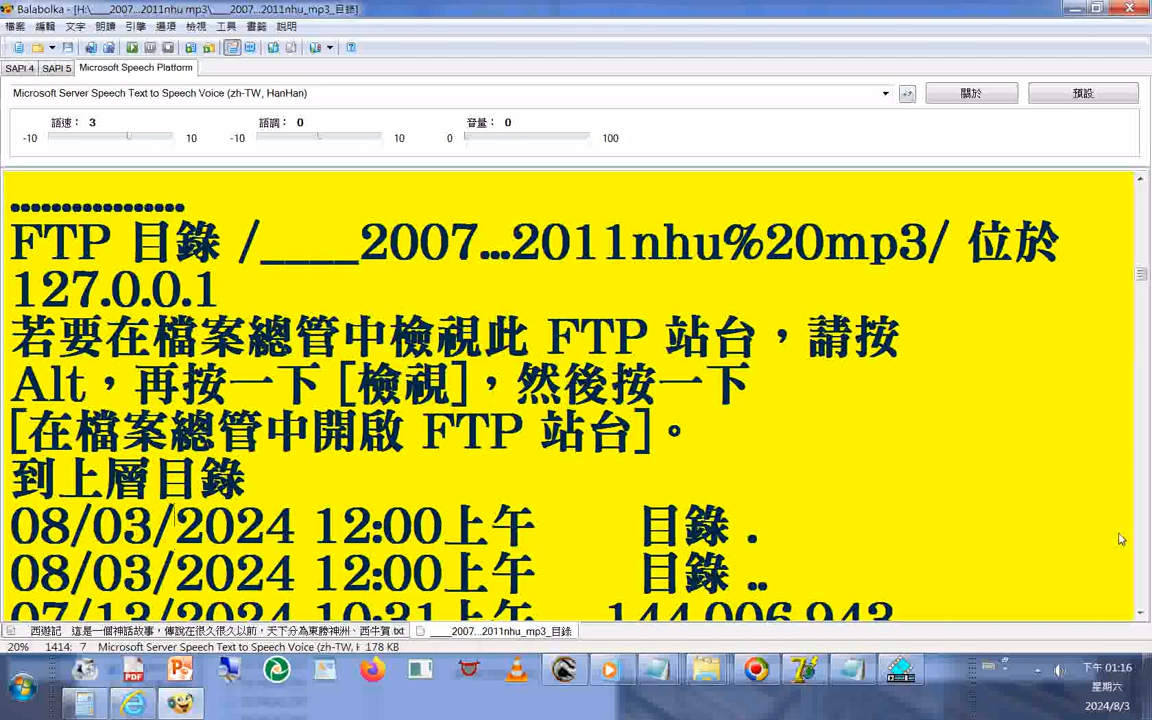 Balabolka - [H:\____2007...2011nhu mp3\____2007...2011nhu_mp3_目錄]
檔案 編輯 文字 朗讀 引擎 選項 檢視 工具 書籤 說明
SAPI 4 SAPI 5 Microsoft Speech Platform
Microsoft Server Speech Text to Speech Voice (zh-TW, HanHan) 關於 預設
語速： 3 語調： 0 音量： 0
-10 10 -10 10 0 100
.................
FTP 目錄 /____2007...2011nhu%20mp3/ 位於
127.0.0.1
若要在檔案總管中檢視此 FTP 站台，請按
Alt，再按一下 [檢視]，然後按一下
[在檔案總管中開啟 FTP 站台]。
到上層目錄
08/03/2024 12:00上午 目錄 .
08/03/2024 12:00上午 目錄 ..
07/13/2024 10:31上午 144,006,943
西遊記 這是一個神話故事，傳說在很久很久以前，天下分為東勝神洲、西牛賀.txt ____2007...2011nhu_mp3_目錄
20% 1414: 7 Microsoft Server Speech Text to Speech Voice (zh-TW, H 178 KB
下午 01:16
星期六
2024/8/3